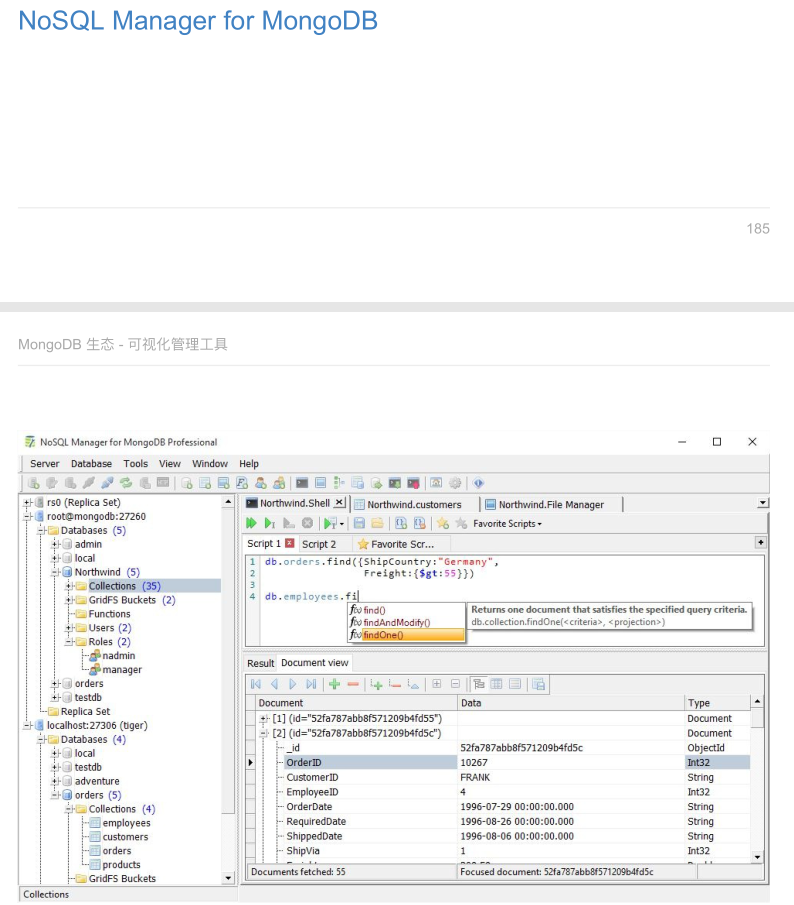 NoSQL Manager for MongoDB
185
MongoDB 生态 - 可视化管理工具
NoSQL Manager for MongoDB Professional
Server Database Tools View Window Help
rs0 (Replica Set)
root@mongodb:27260
Databases (5)
admin
local
Northwind (5)
Collections (35)
GridFS Buckets (2)
Functions
Users (2)
Roles (2)
nadmin
manager
orders
testdb
Replica Set
localhost:27306 (tiger)
Databases (4)
local
testdb
adventure
orders (5)
Collections (4)
employees
customers
orders
products
GridFS Buckets
Northwind.Shell Northwind.customers Northwind.File Manager
Favorite Scripts
Script 1 Script 2 Favorite Scr...
1 db.orders.find({ShipCountry:"Germany",
2 Freight:{$gt:55}})
3
4 db.employees.fi
find()
findAndModify()
findOne()
Returns one document that satisfies the specified query criteria.
db.collection.findOne(<criteria>, <projection>)
Result Document view
Document Data Type
[1] (id="52fa787abb8f571209b4fd55") Document
[2] (id="52fa787abb8f571209b4fd5c") Document
_id 52fa787abb8f571209b4fd5c ObjectId
OrderID 10267 Int32
CustomerID FRANK String
EmployeeID 4 Int32
OrderDate 1996-07-29 00:00:00.000 String
RequiredDate 1996-08-26 00:00:00.000 String
ShippedDate 1996-08-06 00:00:00.000 String
ShipVia 1 Int32
Documents fetched: 55 Focused document: 52fa787abb8f571209b4fd5c
Collections